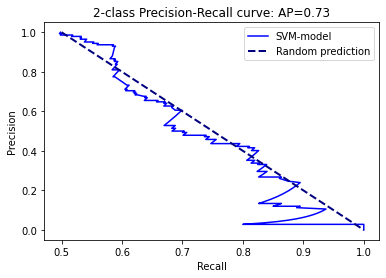 2-class Precision-Recall curve: AP=0.73
SVM-model
Random prediction
Precision
1.0
0.8
0.6
0.4
0.2
0.0
0.5
0.6
0.7
0.8
0.9
1.0
Recall